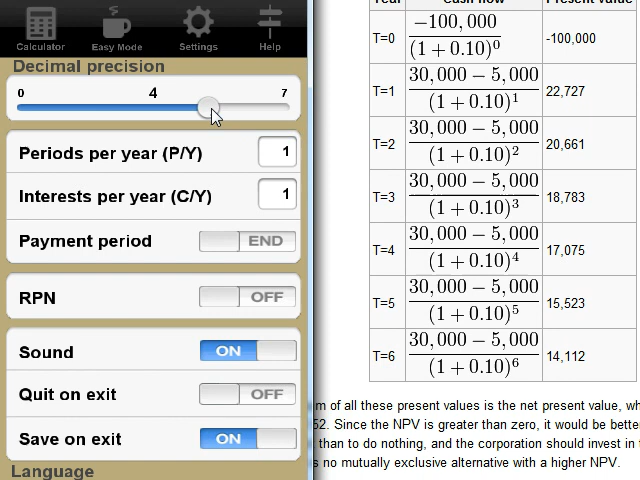 Calculator Easy Mode Settings Help
Decimal precision
0 4 7
Periods per year (P/Y) 1
Interests per year (C/Y) 1
Payment period END
RPN OFF
Sound ON
Quit on exit OFF
Save on exit ON
Language
Year Cash flow Present value
T=0 −100,000 / (1 + 0.10)^0 -100,000
T=1 30,000 − 5,000 / (1 + 0.10)^1 22,727
T=2 30,000 − 5,000 / (1 + 0.10)^2 20,661
T=3 30,000 − 5,000 / (1 + 0.10)^3 18,783
T=4 30,000 − 5,000 / (1 + 0.10)^4 17,075
T=5 30,000 − 5,000 / (1 + 0.10)^5 15,523
T=6 30,000 − 5,000 / (1 + 0.10)^6 14,112
of all these present values is the net present value,
52. Since the NPV is greater than zero, it would be better
than to do nothing, and the corporation should invest in
no mutually exclusive alternative with a higher NPV.